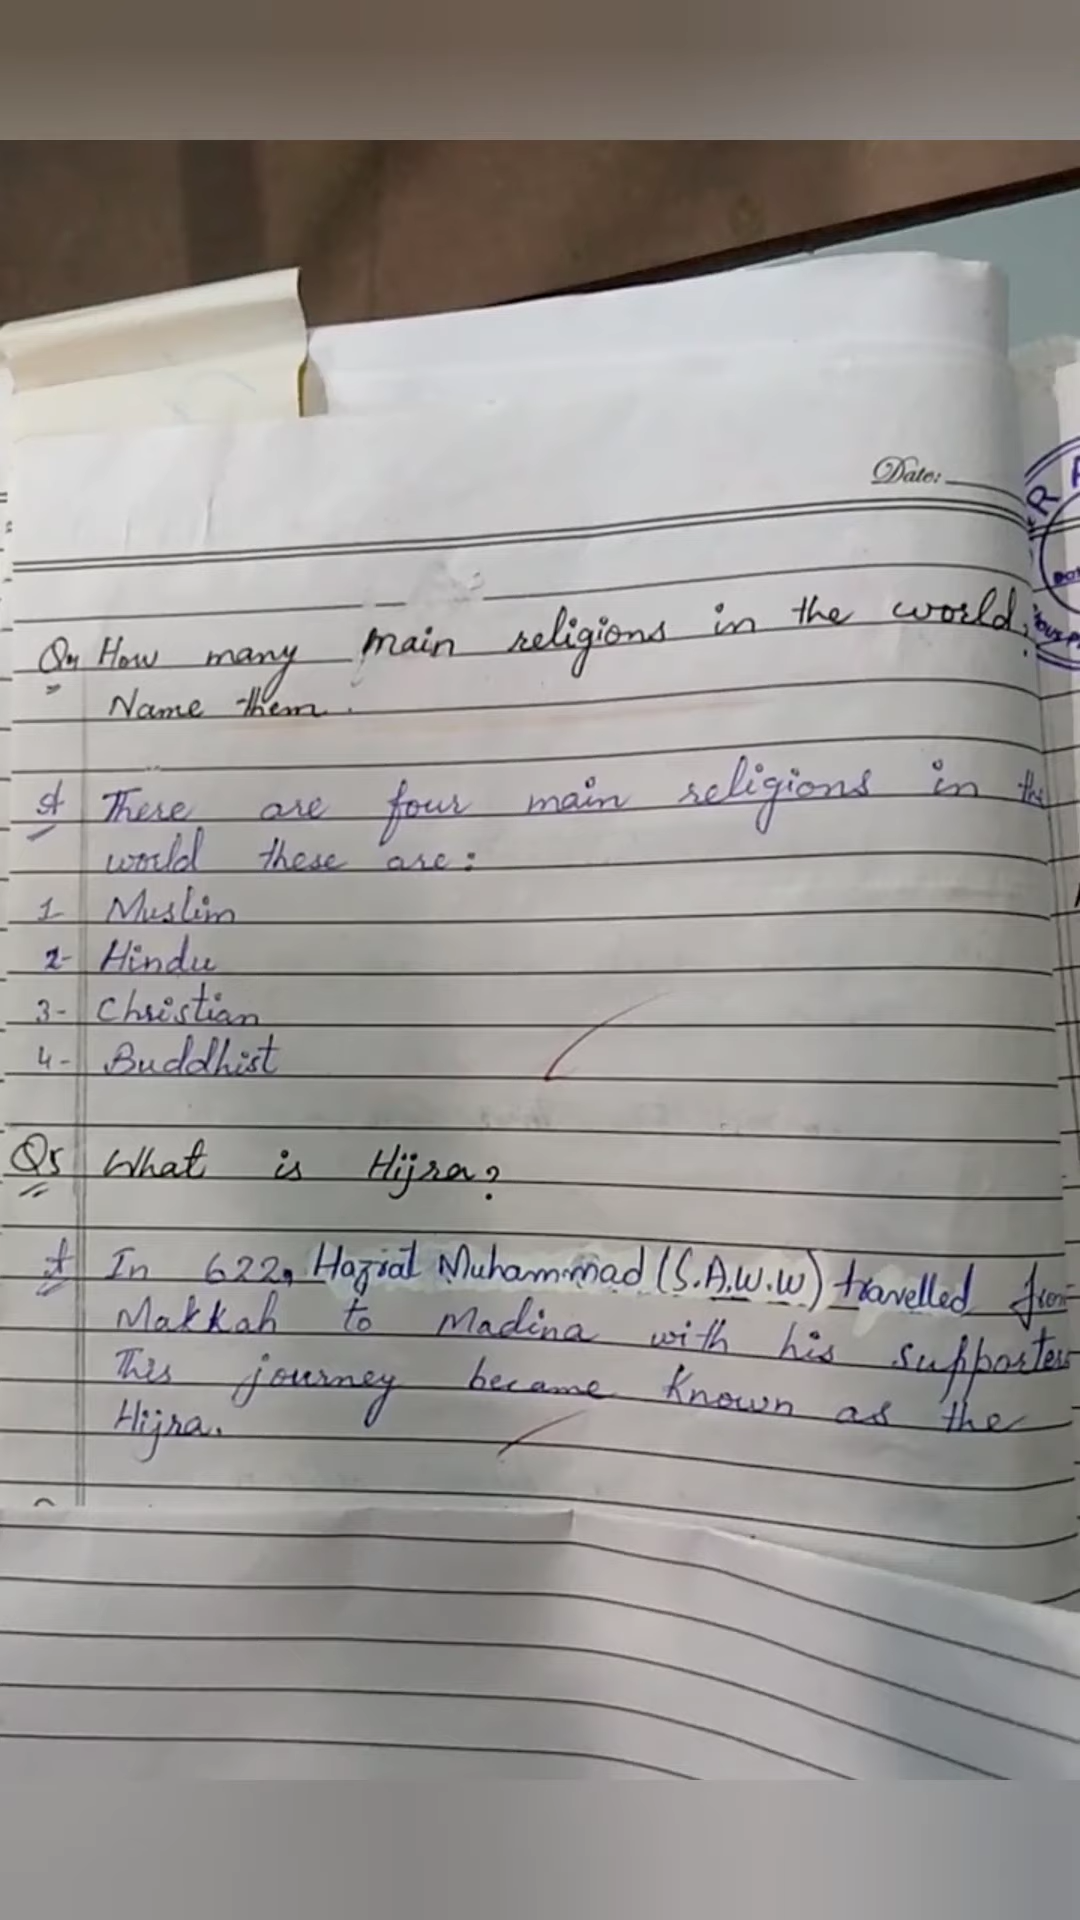 Date:
Q4 How many main religions in the world,
Name them.
There are four main religions in the
world these are:
1 Muslim
2- Hindu
3- Christian
4- Buddhist
Q5 What is Hijra?
In 622, Hazrat Muhammad (S.A.W.W) travelled from
Makkah to Madina with his supporters
This journey became known as the
Hijra.